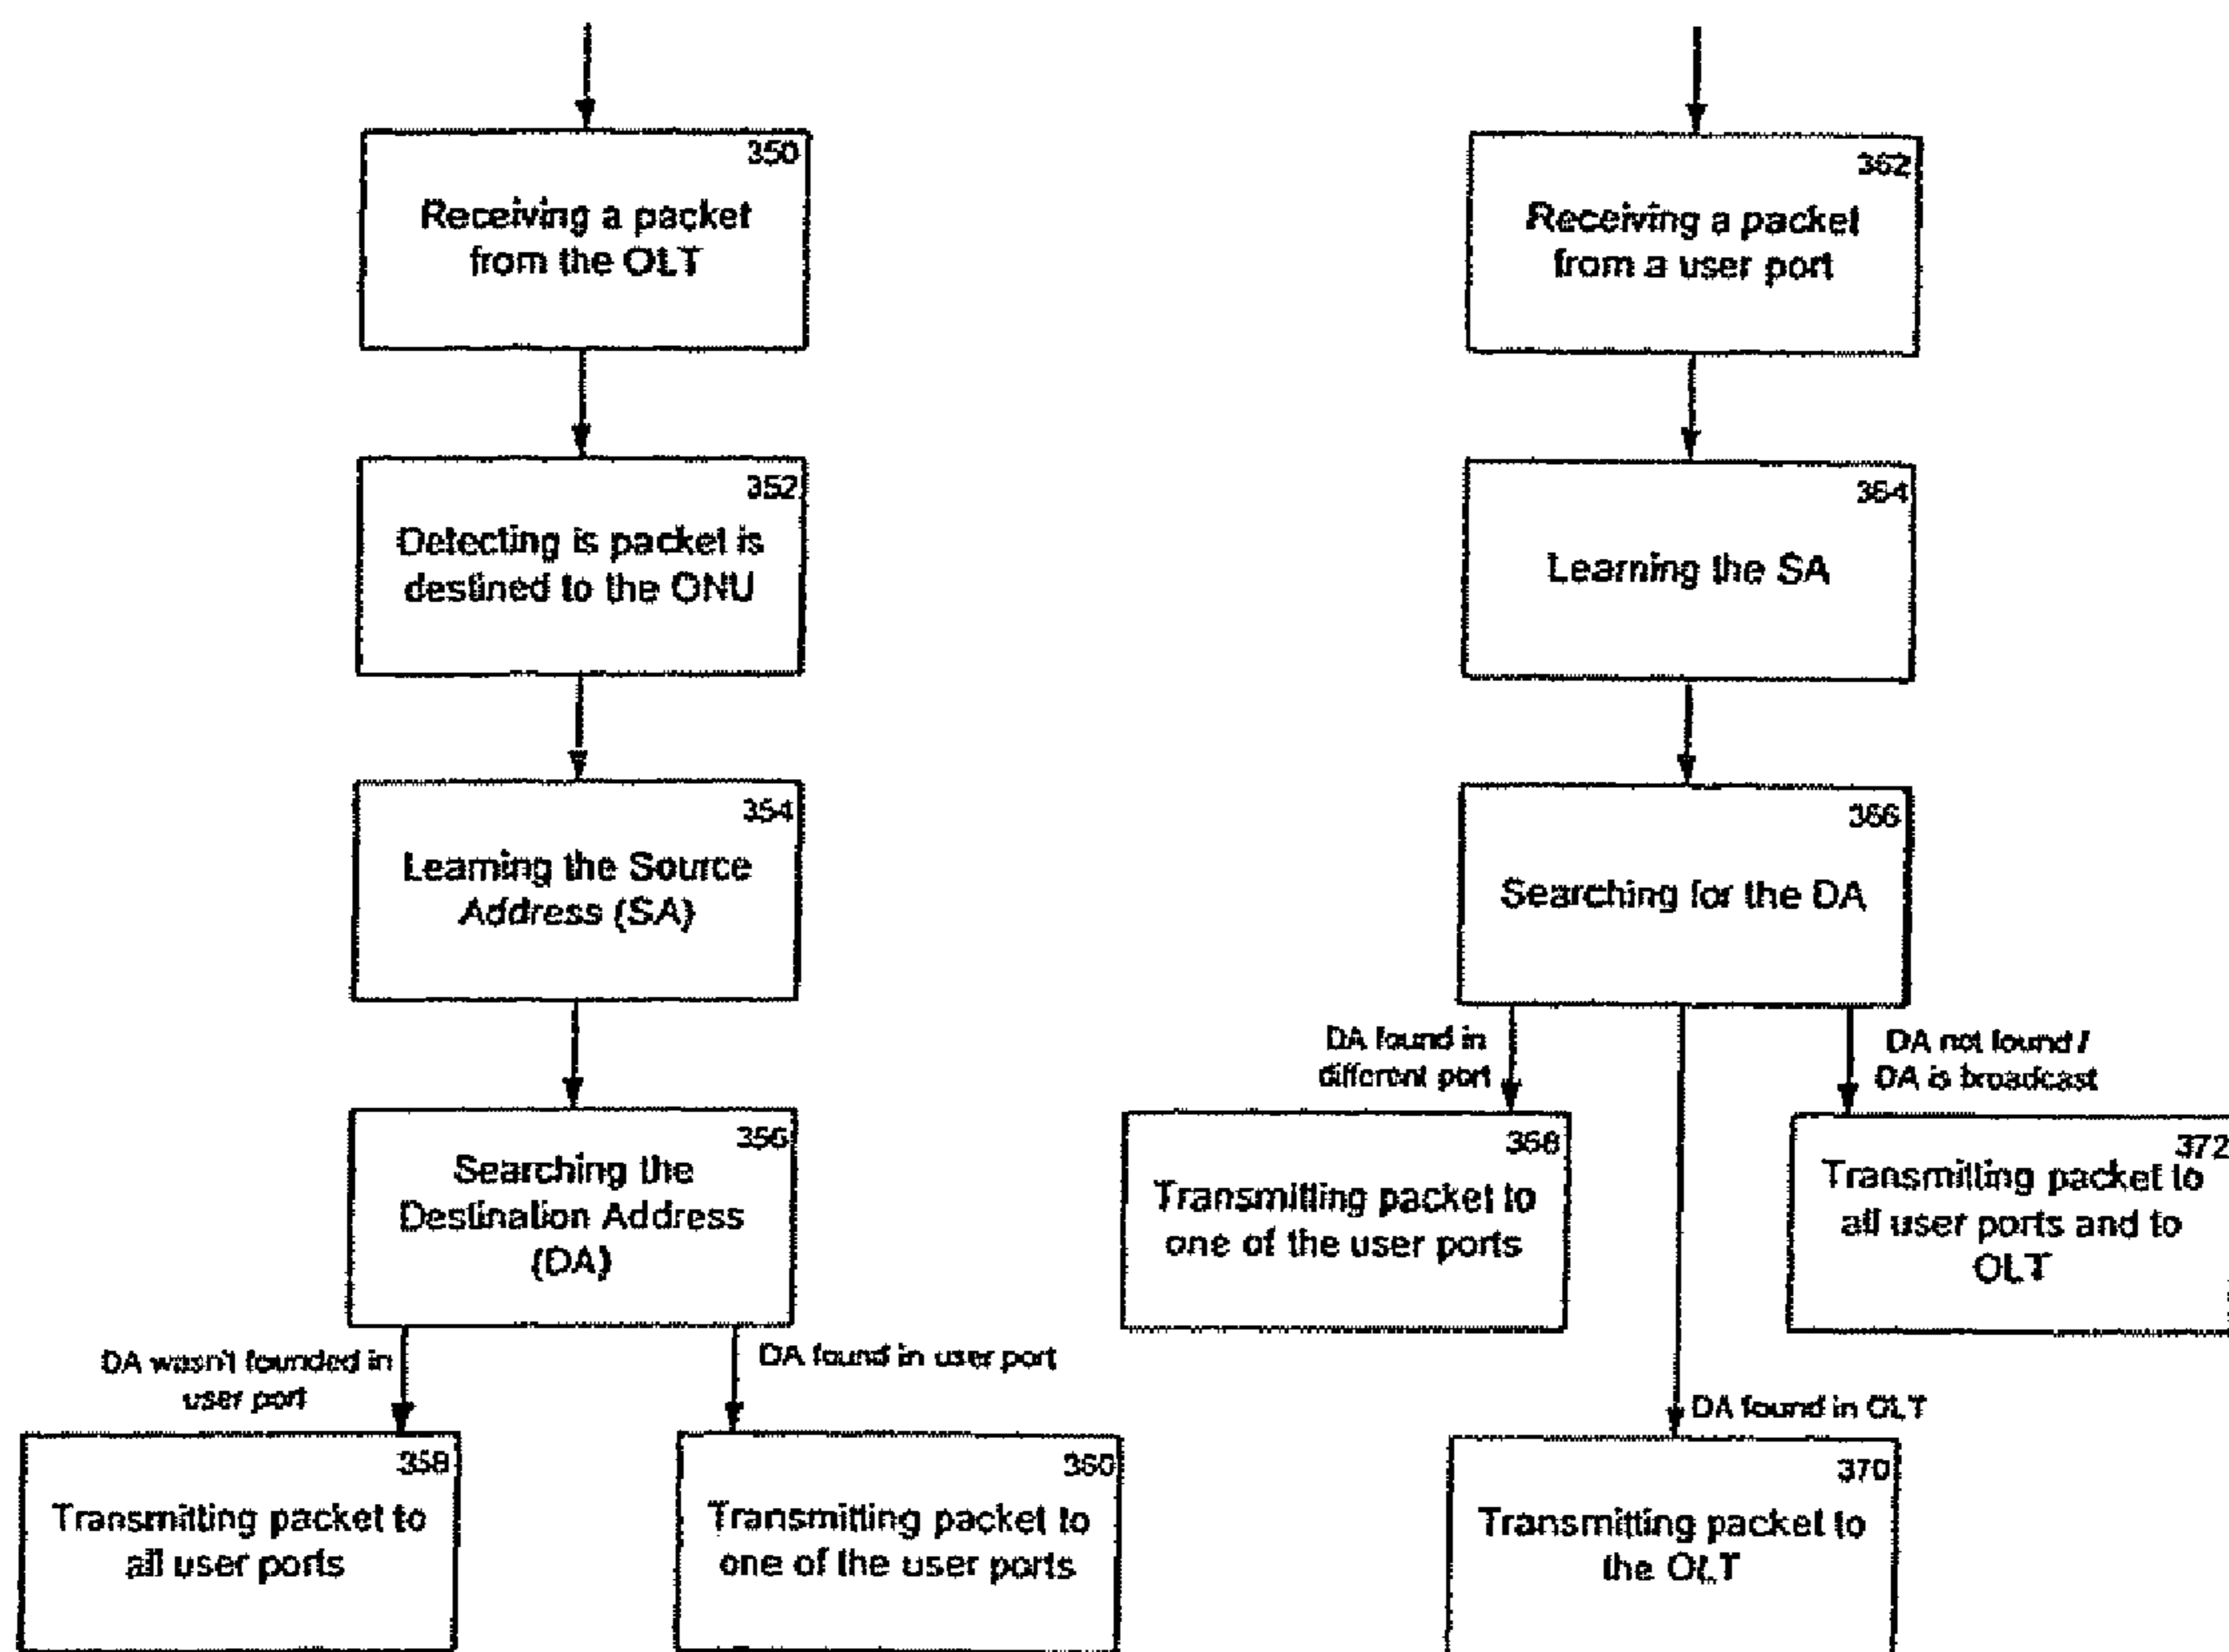 350
Receiving a packet
from the OLT
352
Detecting is packet is
destined to the ONU
354
Learning the Source
Address (SA)
356
Searching the
Destination Address
(DA)
DA wasn't founded in
user port
DA found in user port
358
Transmitting packet to
all user ports
360
Transmitting packet to
one of the user ports
362
Receiving a packet
from a user port
364
Learning the SA
366
Searching for the DA
DA found in
different port
DA not found /
DA is broadcast
368
Transmitting packet to
one of the user ports
372
Transmitting packet to
all user ports and to
OLT
DA found in OLT
370
Transmitting packet to
the OLT